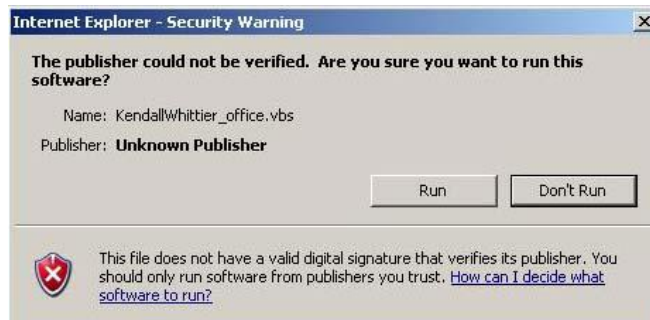 Internet Explorer - Security Warning
The publisher could not be verified.  Are you sure you want to run this
software?
Name: KendallWhittier_office.vbs
Publisher: Unknown Publisher
Run
Don't Run
This file does not have a valid digital signature that verifies its publisher. You
should only run software from publishers you trust. How can I decide what
software to run?